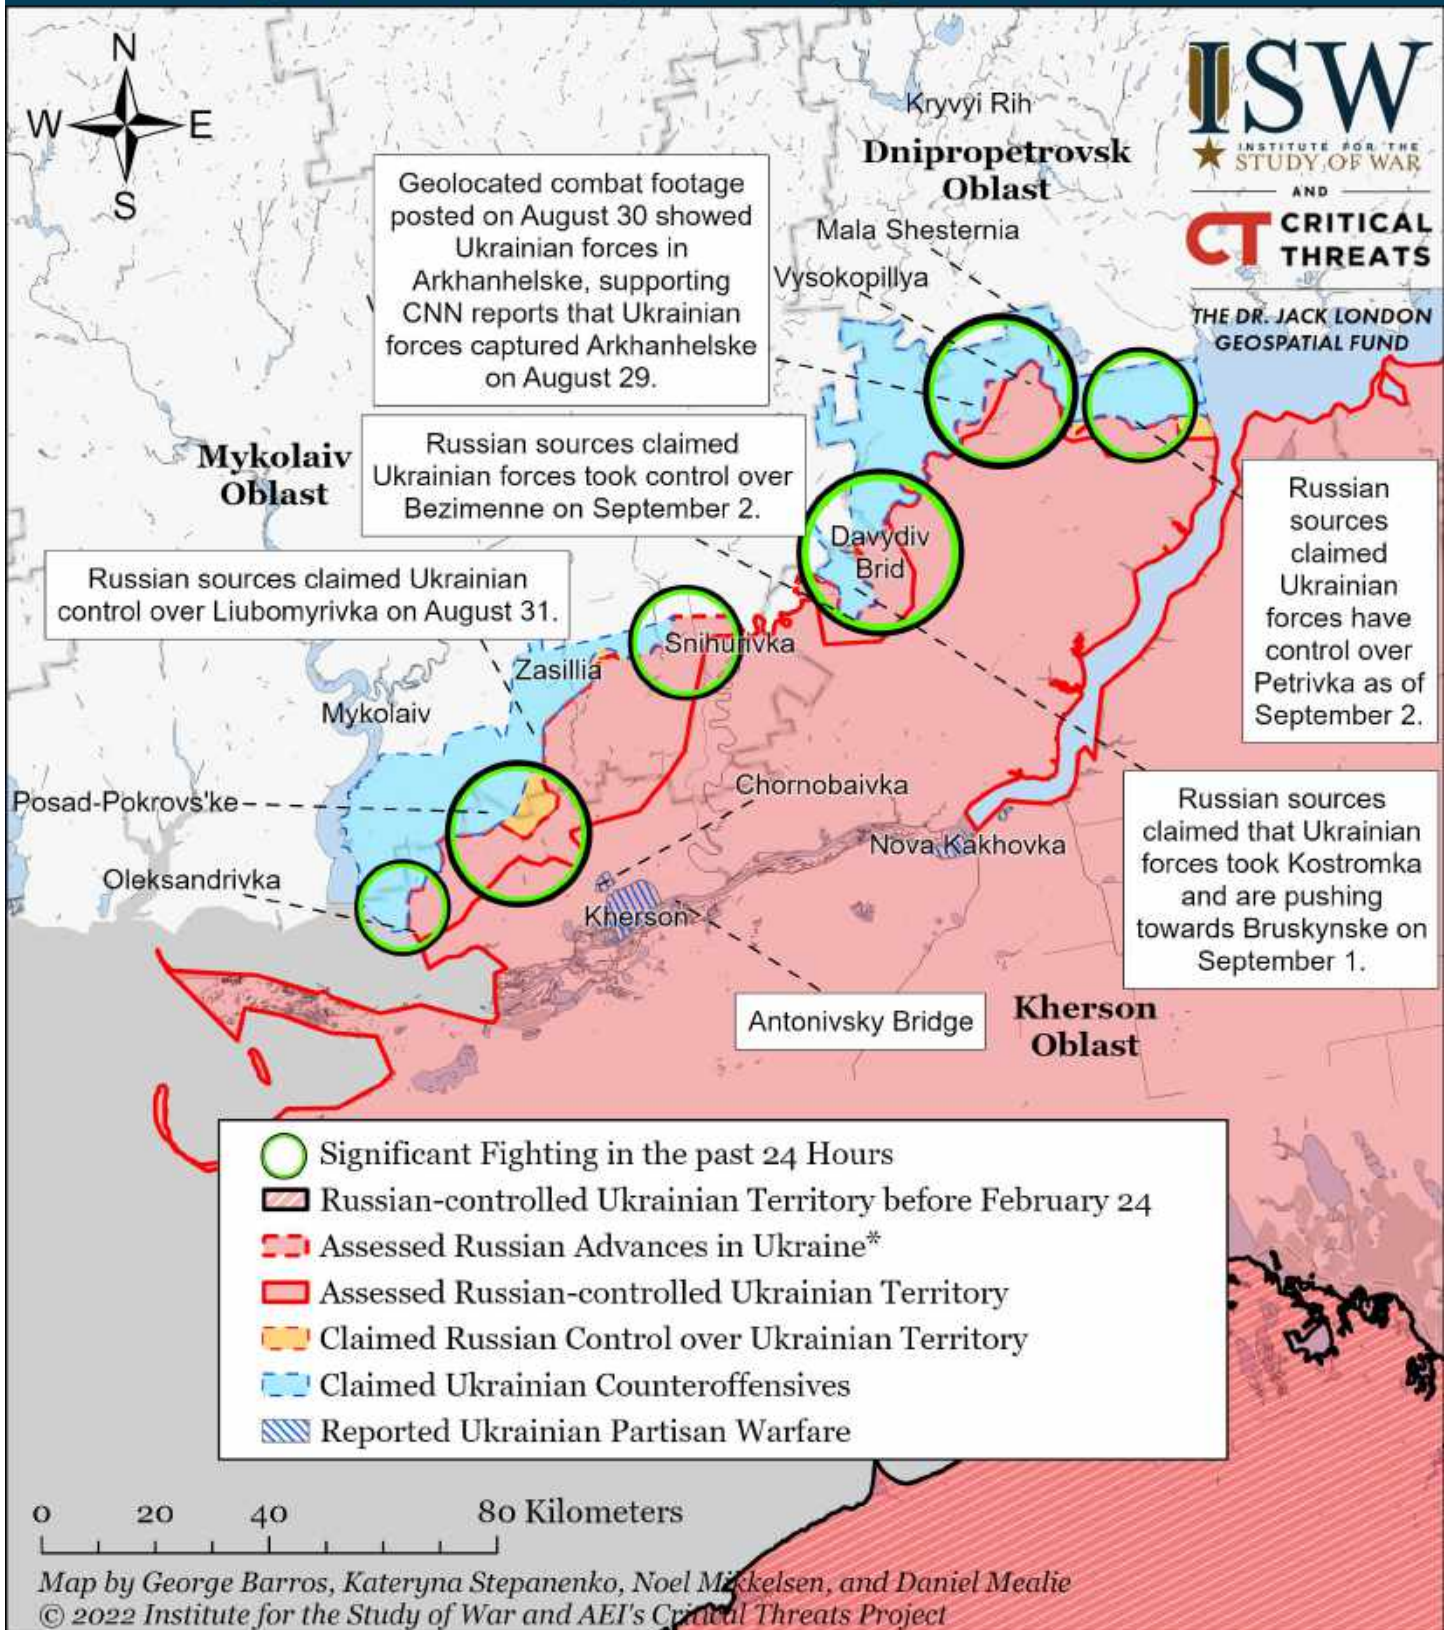 N
W
E
S
ISW
INSTITUTE FOR THE
STUDY OF WAR
AND
CT CRITICAL
THREATS
THE DR. JACK LONDON
GEOSPATIAL FUND
Kryvyi Rih
Dnipropetrovsk
Oblast
Mala Shesternia
Vysokopillya
Geolocated combat footage
posted on August 30 showed
Ukrainian forces in
Arkhanhelske, supporting
CNN reports that Ukrainian
forces captured Arkhanhelske
on August 29.
Mykolaiv
Oblast
Russian sources claimed
Ukrainian forces took control over
Bezimenne on September 2.
Russian
sources
claimed
Ukrainian
forces have
control over
Petrivka as of
September 2.
Davydiv
Brid
Russian sources claimed Ukrainian
control over Liubomyrivka on August 31.
Snihurivka
Zasillia
Mykolaiv
Chornobaivka
Posad-Pokrovs'ke
Russian sources
claimed that Ukrainian
forces took Kostromka
and are pushing
towards Bruskynske on
September 1.
Nova Kakhovka
Oleksandrivka
Kherson
Antonivsky Bridge
Kherson
Oblast
Significant Fighting in the past 24 Hours
Russian-controlled Ukrainian Territory before February 24
Assessed Russian Advances in Ukraine*
Assessed Russian-controlled Ukrainian Territory
Claimed Russian Control over Ukrainian Territory
Claimed Ukrainian Counteroffensives
Reported Ukrainian Partisan Warfare
0 20 40 80 Kilometers
Map by George Barros, Kateryna Stepanenko, Noel Mikkelsen, and Daniel Mealie
© 2022 Institute for the Study of War and AEI's Critical Threats Project